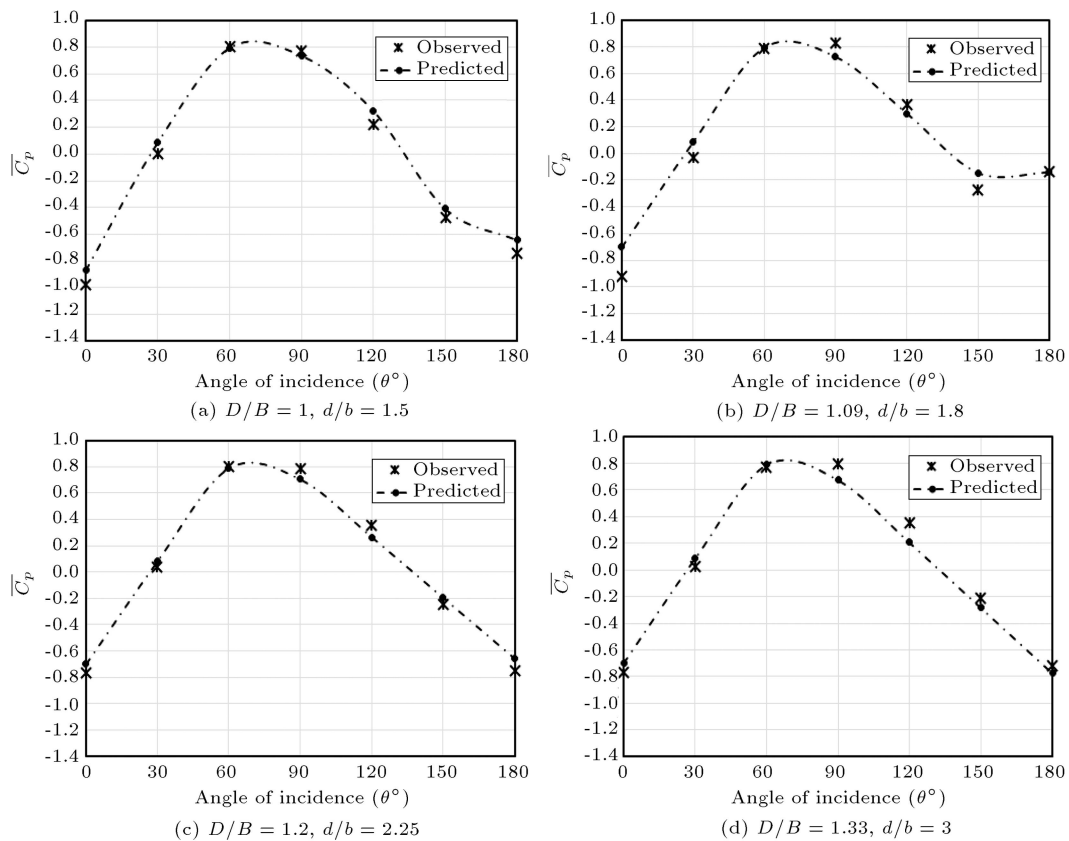 1.0
0.8
0.6
0.4
0.2
0.0
-0.2
-0.4
-0.6
-0.8
-1.0
-1.2
-1.4
C̅p
Observed
Predicted
0 30 60 90 120 150 180
Angle of incidence (θ°)
(a) D/B = 1, d/b = 1.5
1.0
0.8
0.6
0.4
0.2
0.0
-0.2
-0.4
-0.6
-0.8
-1.0
-1.2
-1.4
C̅p
Observed
Predicted
0 30 60 90 120 150 180
Angle of incidence (θ°)
(b) D/B = 1.09, d/b = 1.8
1.0
0.8
0.6
0.4
0.2
0.0
-0.2
-0.4
-0.6
-0.8
-1.0
-1.2
-1.4
C̅p
Observed
Predicted
0 30 60 90 120 150 180
Angle of incidence (θ°)
(c) D/B = 1.2, d/b = 2.25
1.0
0.8
0.6
0.4
0.2
0.0
-0.2
-0.4
-0.6
-0.8
-1.0
-1.2
-1.4
C̅p
Observed
Predicted
0 30 60 90 120 150 180
Angle of incidence (θ°)
(d) D/B = 1.33, d/b = 3